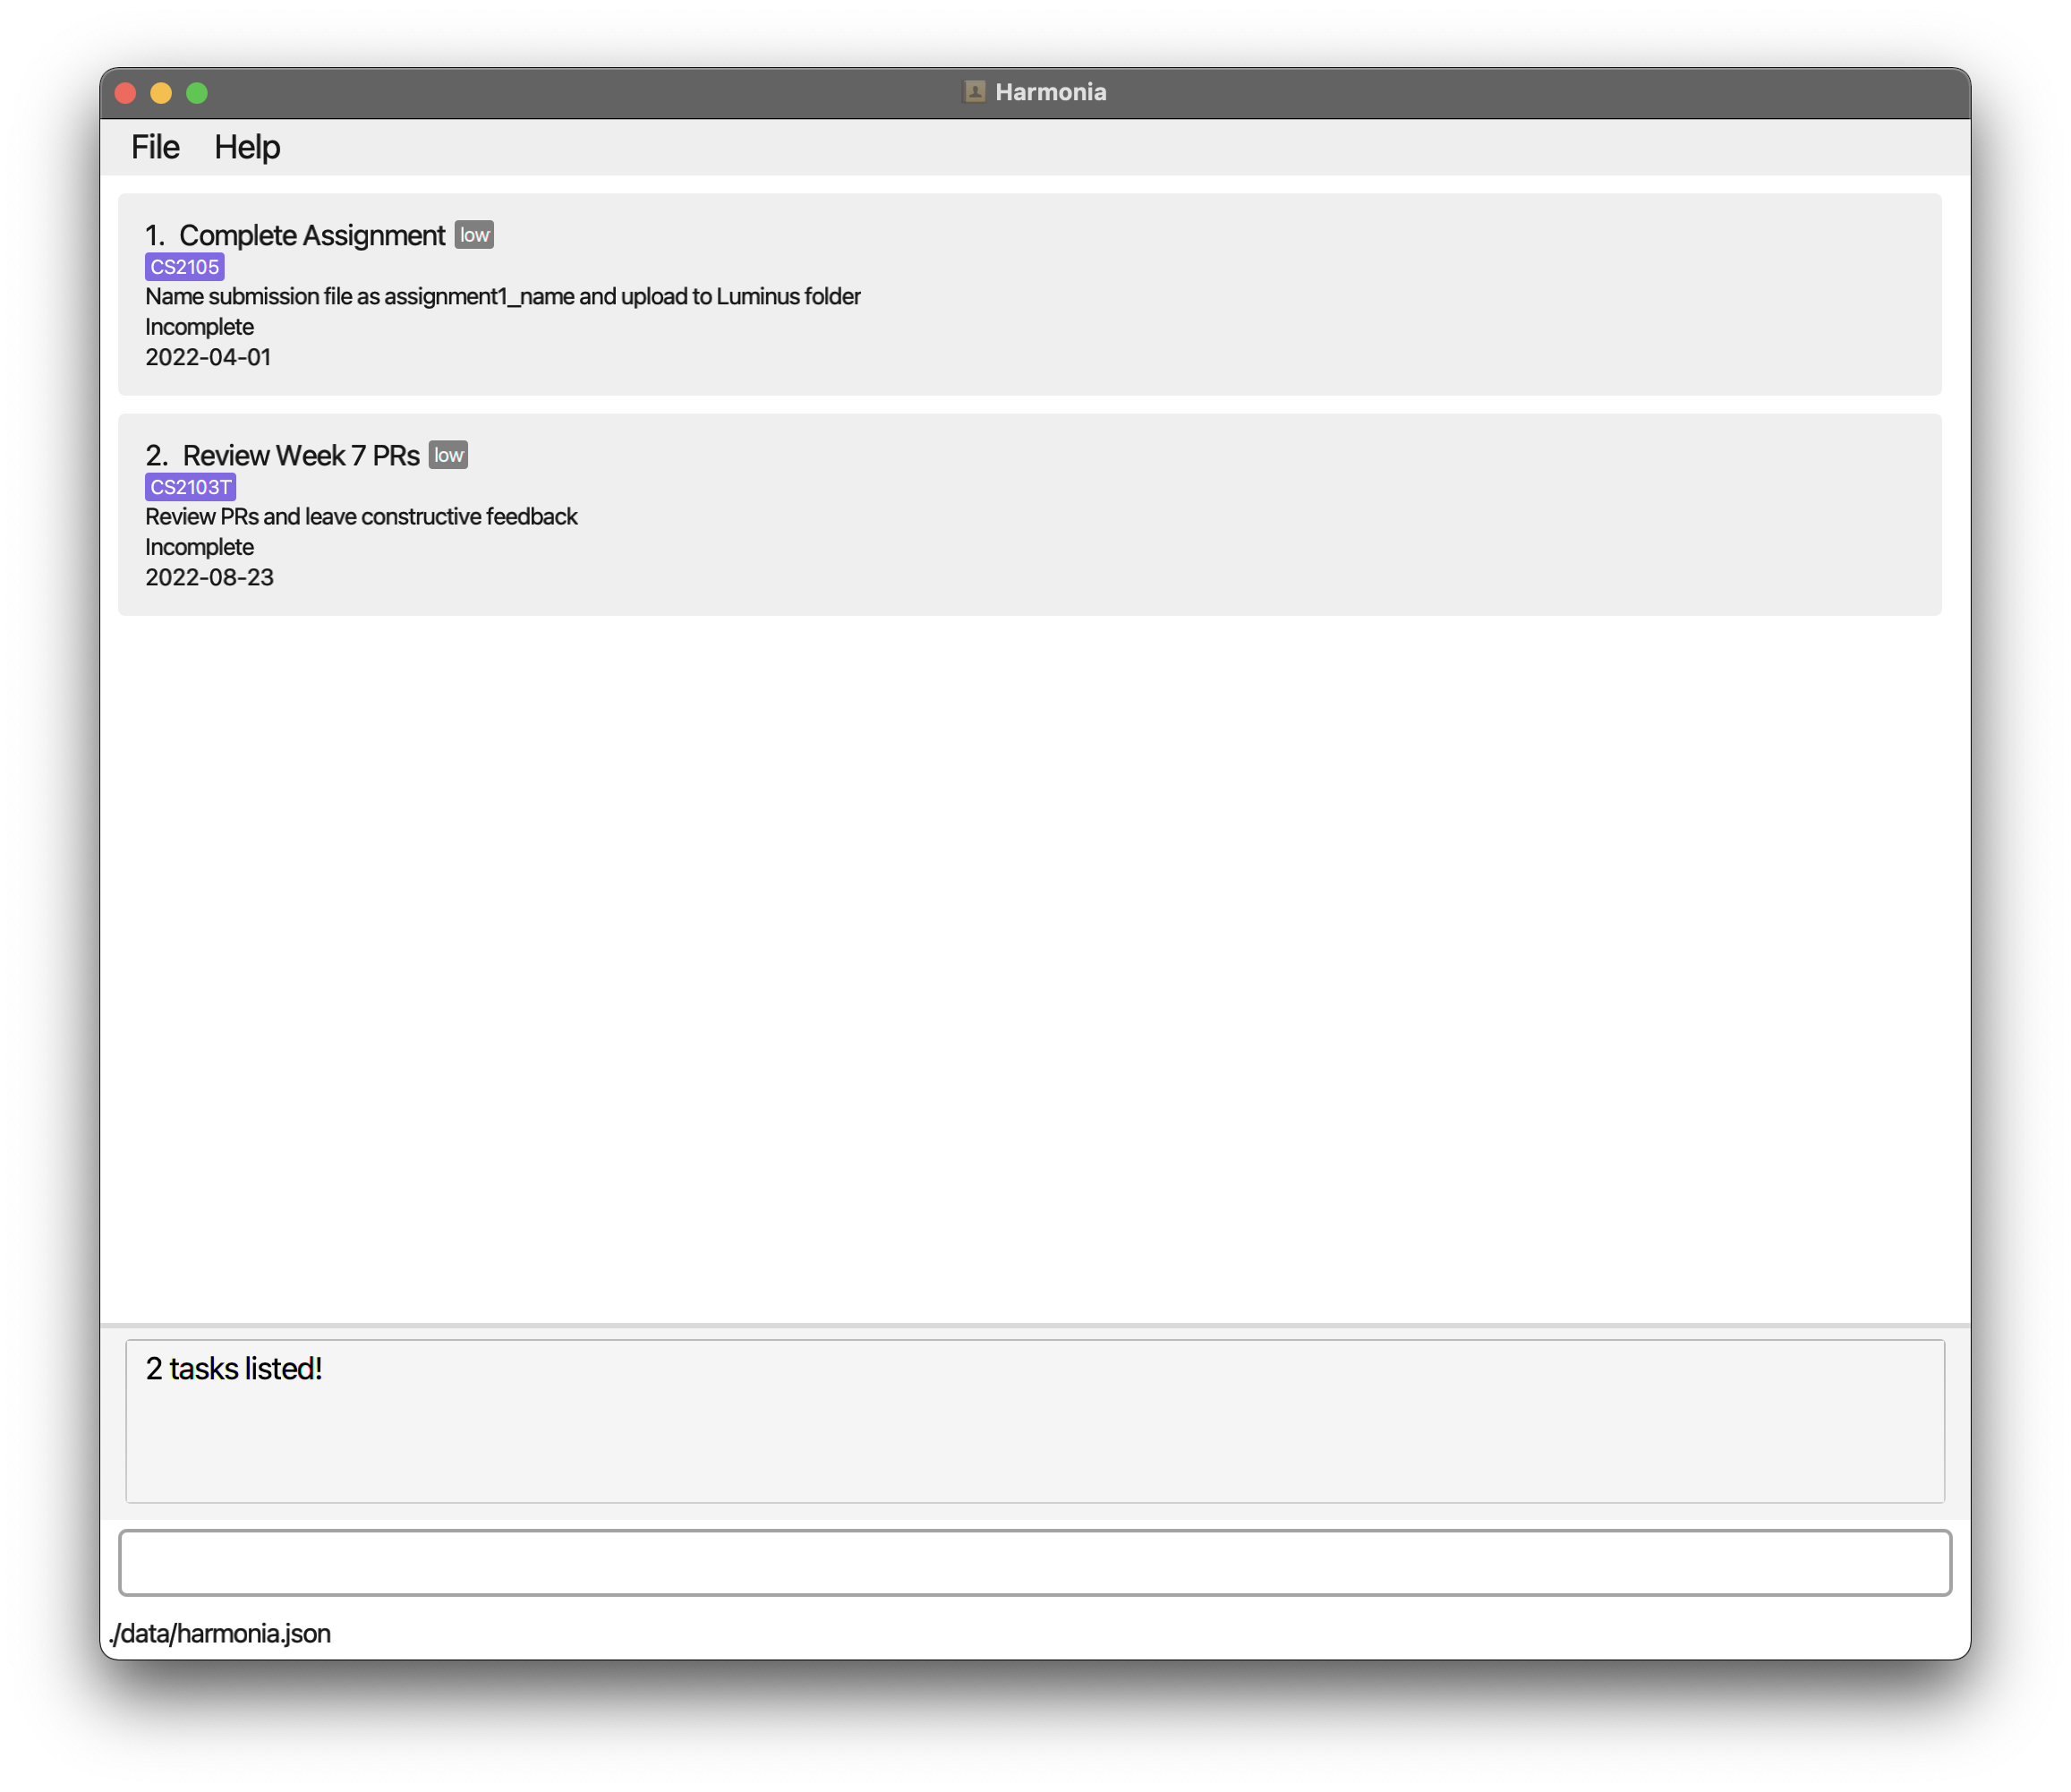 Harmonia
File Help
1. Complete Assignment low
CS2105
Name submission file as assignment1_name and upload to Luminus folder
Incomplete
2022-04-01
2. Review Week 7 PRs low
CS2103T
Review PRs and leave constructive feedback
Incomplete
2022-08-23
2 tasks listed!
./data/harmonia.json